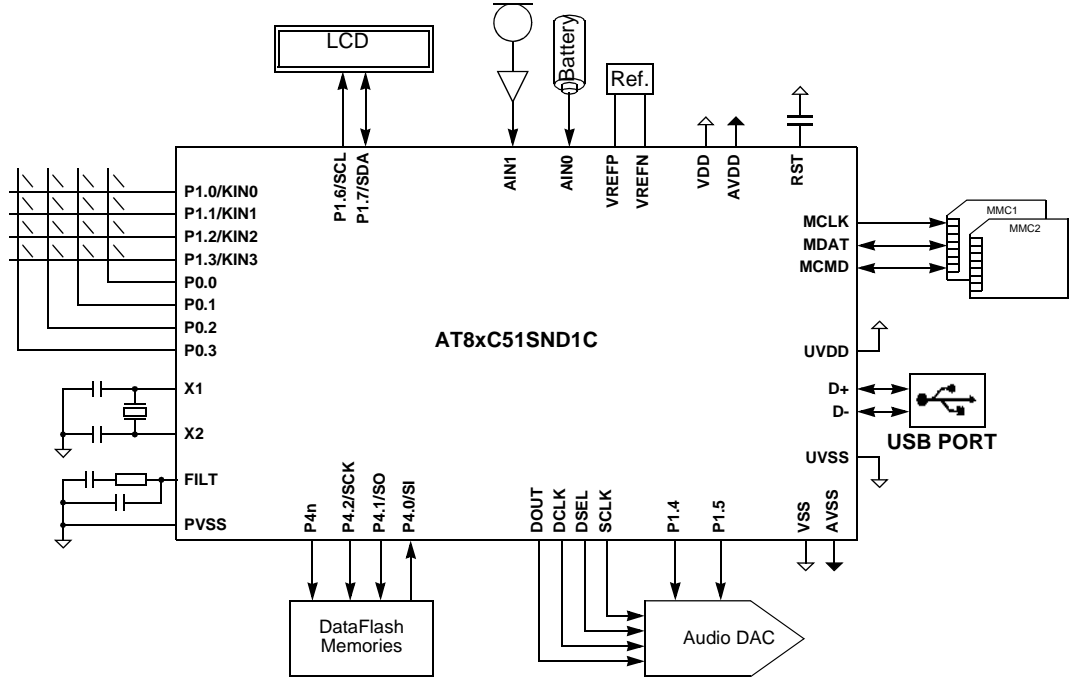 LCD
Battery
Ref.
P1.6/SCL
P1.7/SDA
AIN1
AIN0
VREFP
VREFN
VDD
AVDD
RST
P1.0/KIN0
P1.1/KIN1
P1.2/KIN2
P1.3/KIN3
P0.0
P0.1
P0.2
P0.3
X1
X2
FILT
PVSS
AT8xC51SND1C
MCLK
MDAT
MCMD
MMC1
MMC2
UVDD
D+
D-
USB PORT
UVSS
P4n
P4.2/SCK
P4.1/SO
P4.0/SI
DOUT
DCLK
DSEL
SCLK
P1.4
P1.5
VSS
AVSS
DataFlash
Memories
Audio DAC